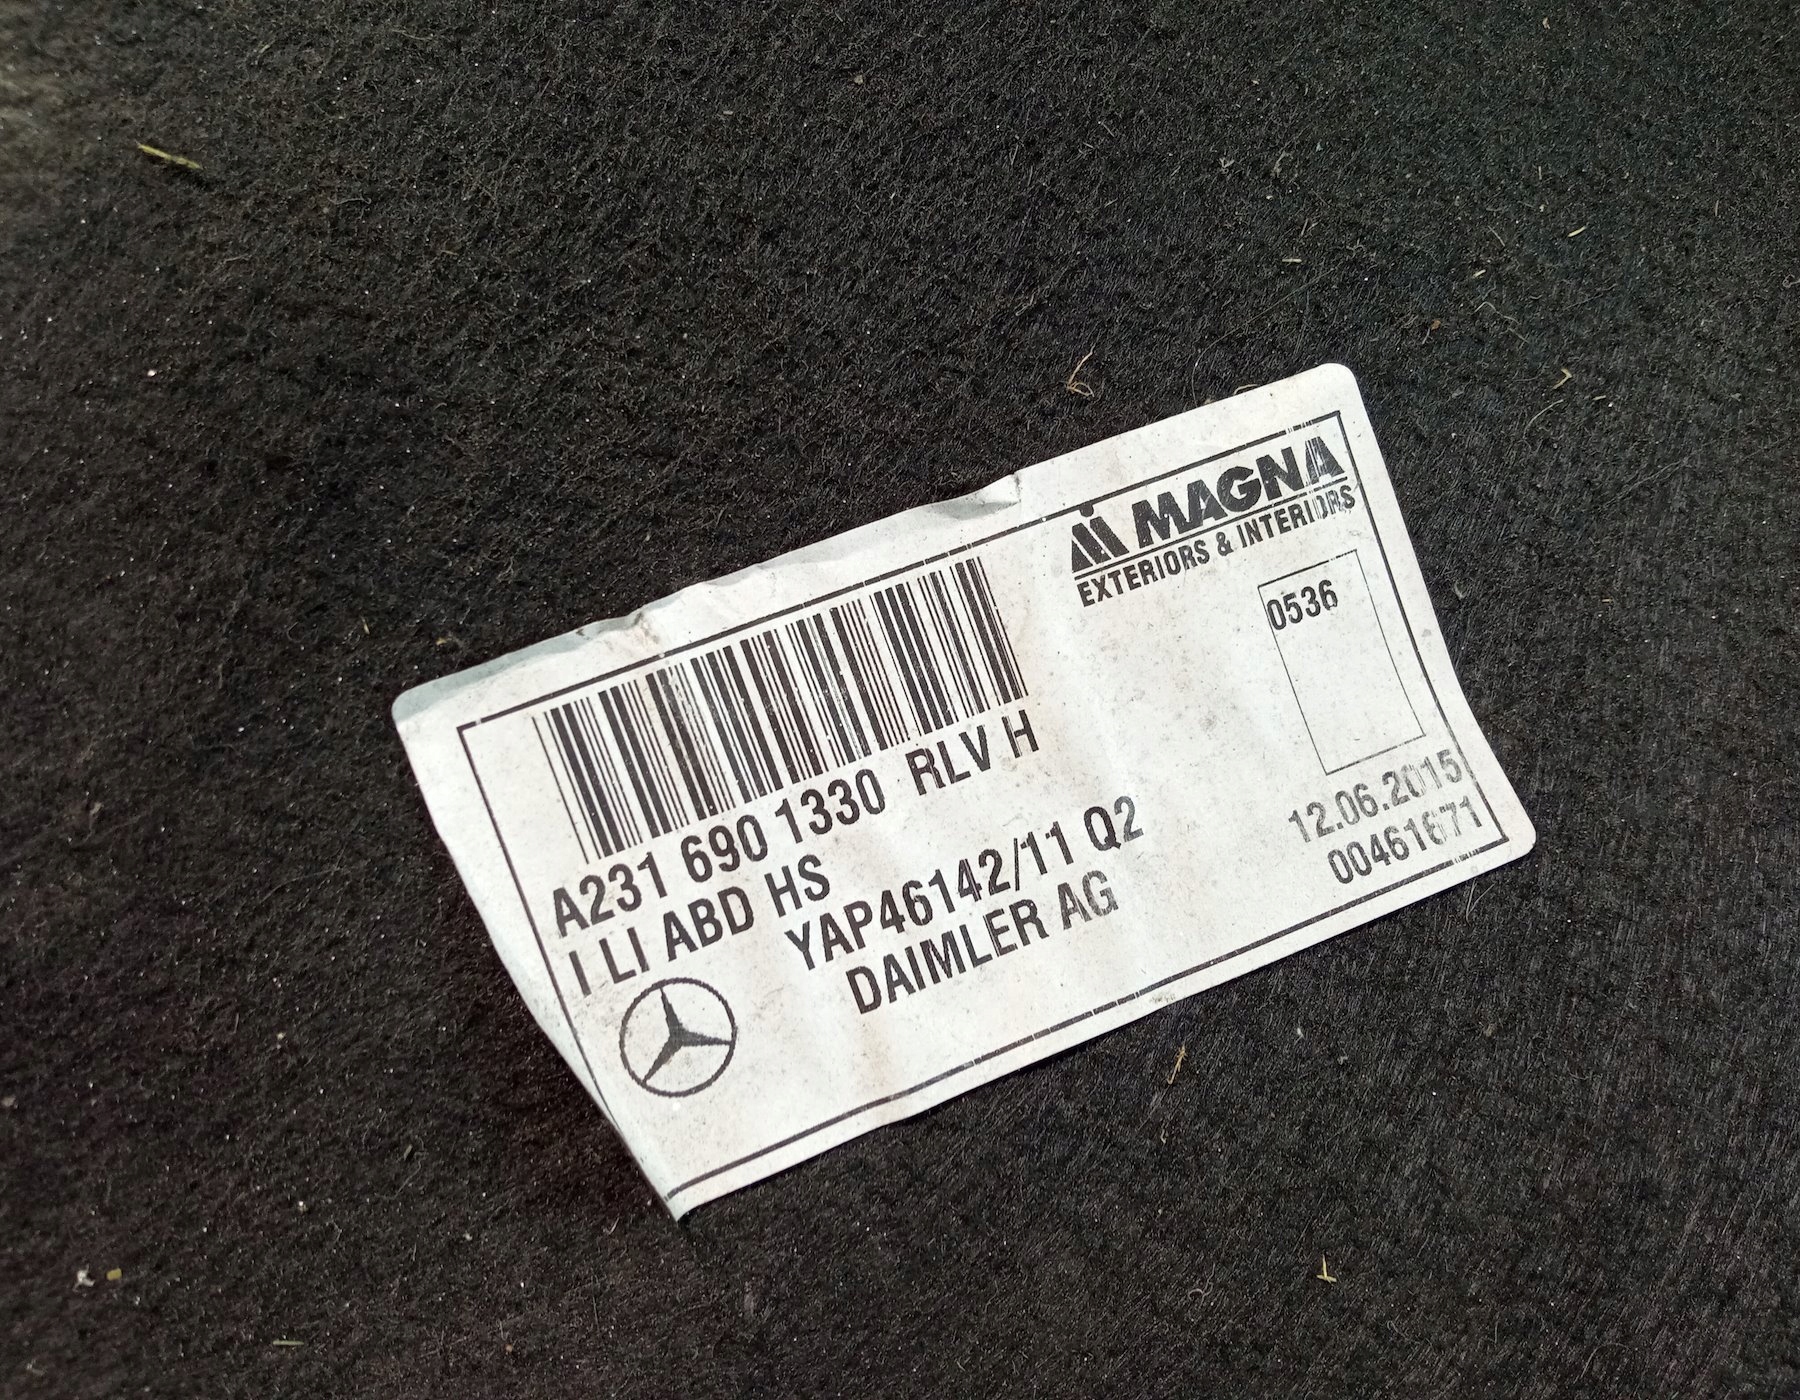 MAGNA
EXTERIORS & INTERIORS
0536
A231 690 1330 RLV H
I LI ABD HS
YAP46142/11 Q2
DAIMLER AG
12.06.2015
00461671